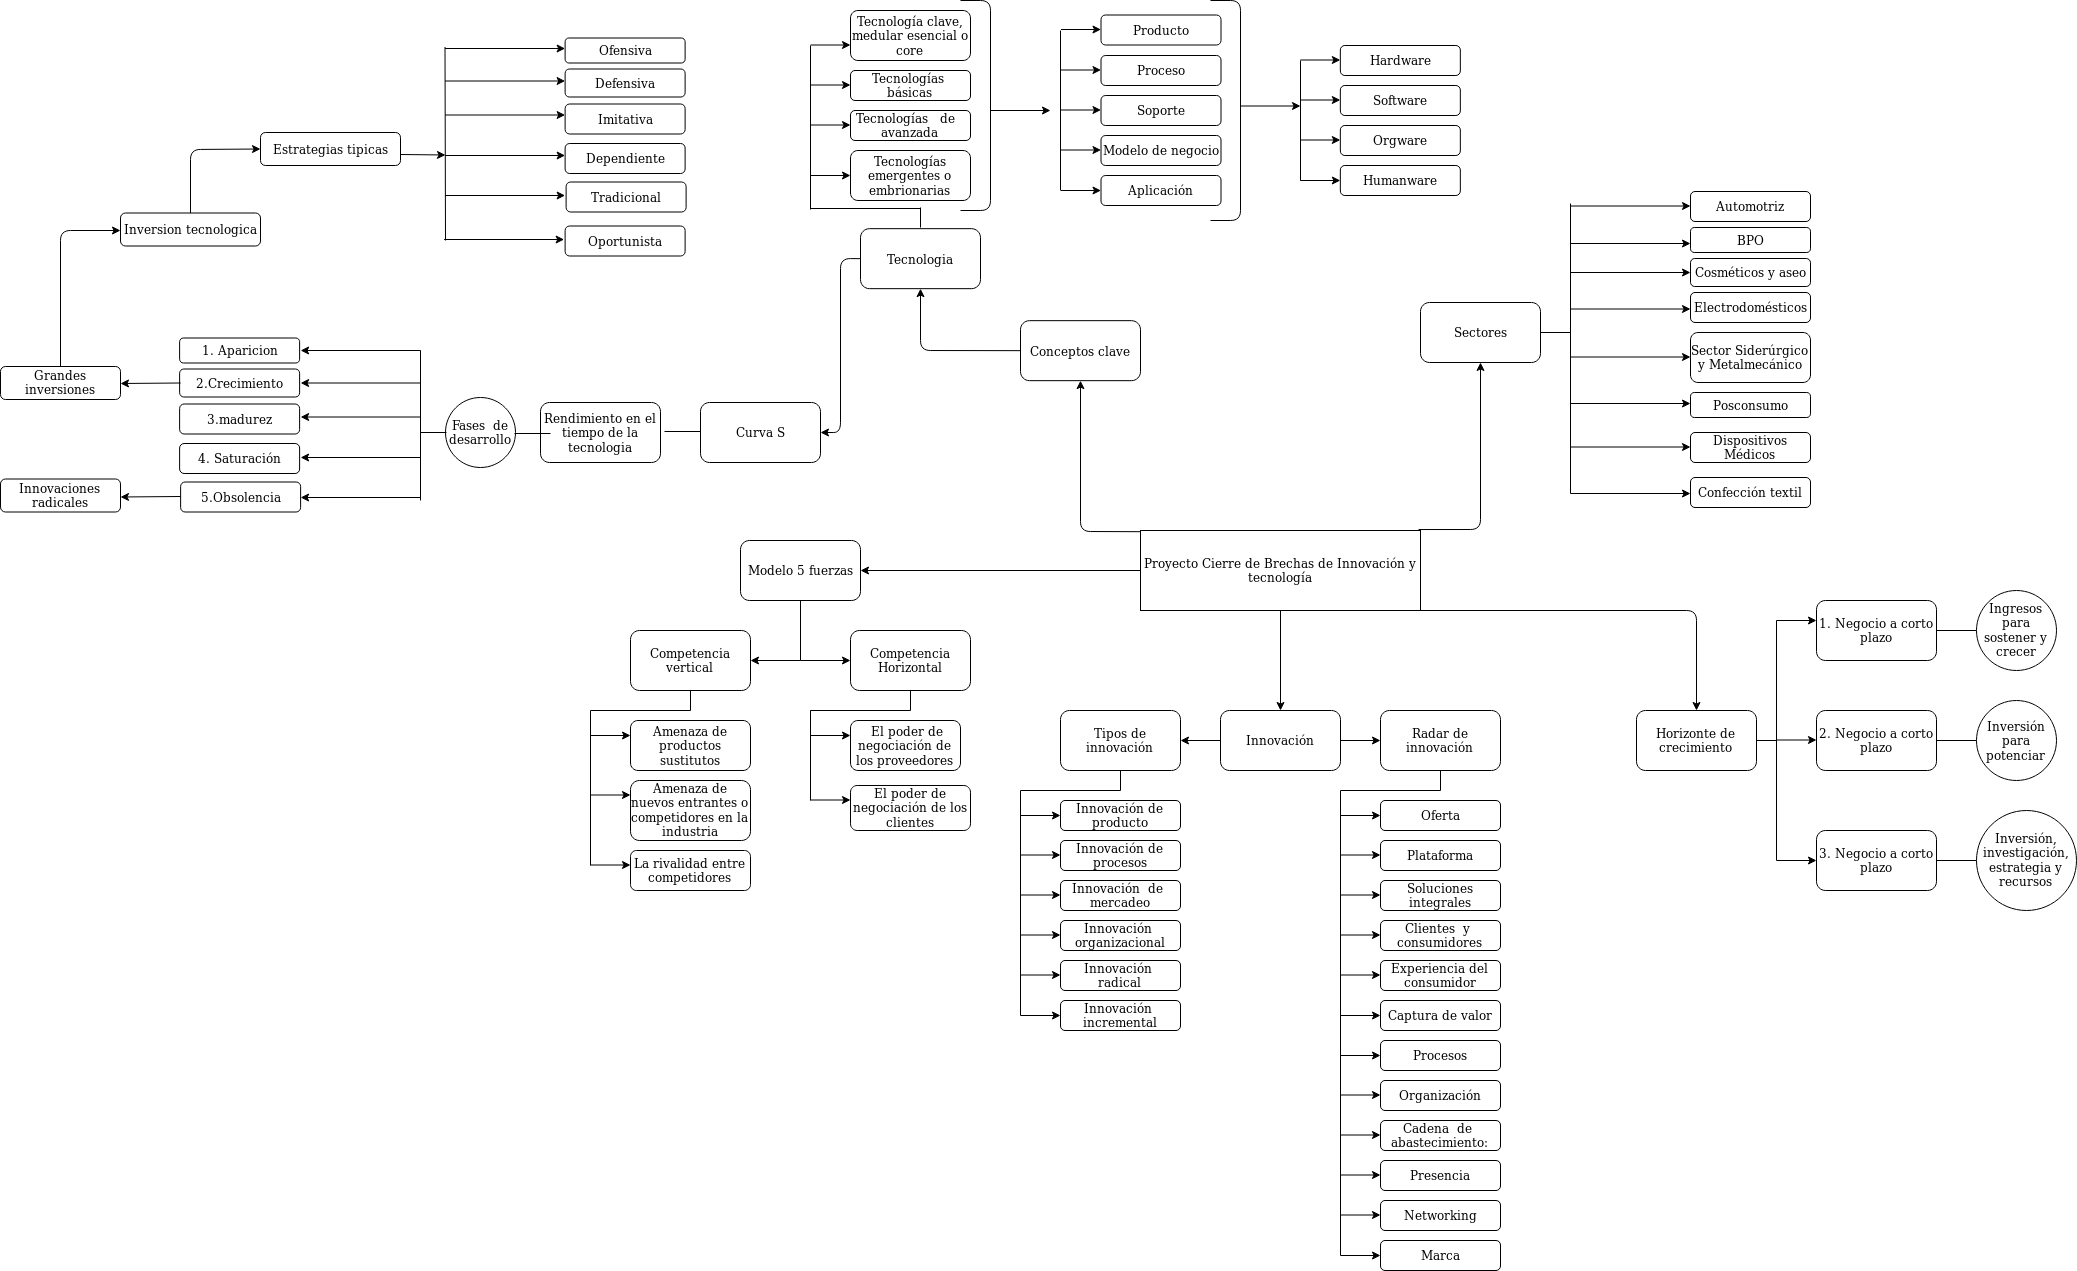 Tecnología clave,
medular esencial o
core
Tecnologías
básicas
Tecnologías   de
avanzada
Tecnologías
emergentes o
embrionarias
Producto
Proceso
Soporte
Modelo de negocio
Aplicación
Hardware
Software
Orgware
Humanware
Ofensiva
Defensiva
Imitativa
Dependiente
Tradicional
Oportunista
Estrategias tipicas
Inversion tecnologica
Tecnologia
Conceptos clave
Sectores
Automotriz
BPO
Cosméticos y aseo
Electrodomésticos
Sector Siderúrgico
y Metalmecánico
Posconsumo
Dispositivos
Médicos
Confección textil
Grandes
inversiones
1. Aparicion
2.Crecimiento
3.madurez
4. Saturación
5.Obsolencia
Innovaciones
radicales
Fases  de
desarrollo
Rendimiento en el
tiempo de la
tecnologia
Curva S
Proyecto Cierre de Brechas de Innovación y
tecnología
Modelo 5 fuerzas
Competencia
vertical
Competencia
Horizontal
Amenaza de
productos
sustitutos
Amenaza de
nuevos entrantes o
competidores en la
industria
La rivalidad entre
competidores
El poder de
negociación de
los proveedores
El poder de
negociación de los
clientes
Tipos de
innovación
Innovación
Radar de
innovación
Innovación de
producto
Innovación de
procesos
Innovación  de
mercadeo
Innovación
organizacional
Innovación
radical
Innovación
incremental
Oferta
Plataforma
Soluciones
integrales
Clientes  y
consumidores
Experiencia del
consumidor
Captura de valor
Procesos
Organización
Cadena  de
abastecimiento:
Presencia
Networking
Marca
Horizonte de
crecimiento
1. Negocio a corto
plazo
Ingresos
para
sostener y
crecer
2. Negocio a corto
plazo
Inversión
para
potenciar
3. Negocio a corto
plazo
Inversión,
investigación,
estrategia y
recursos